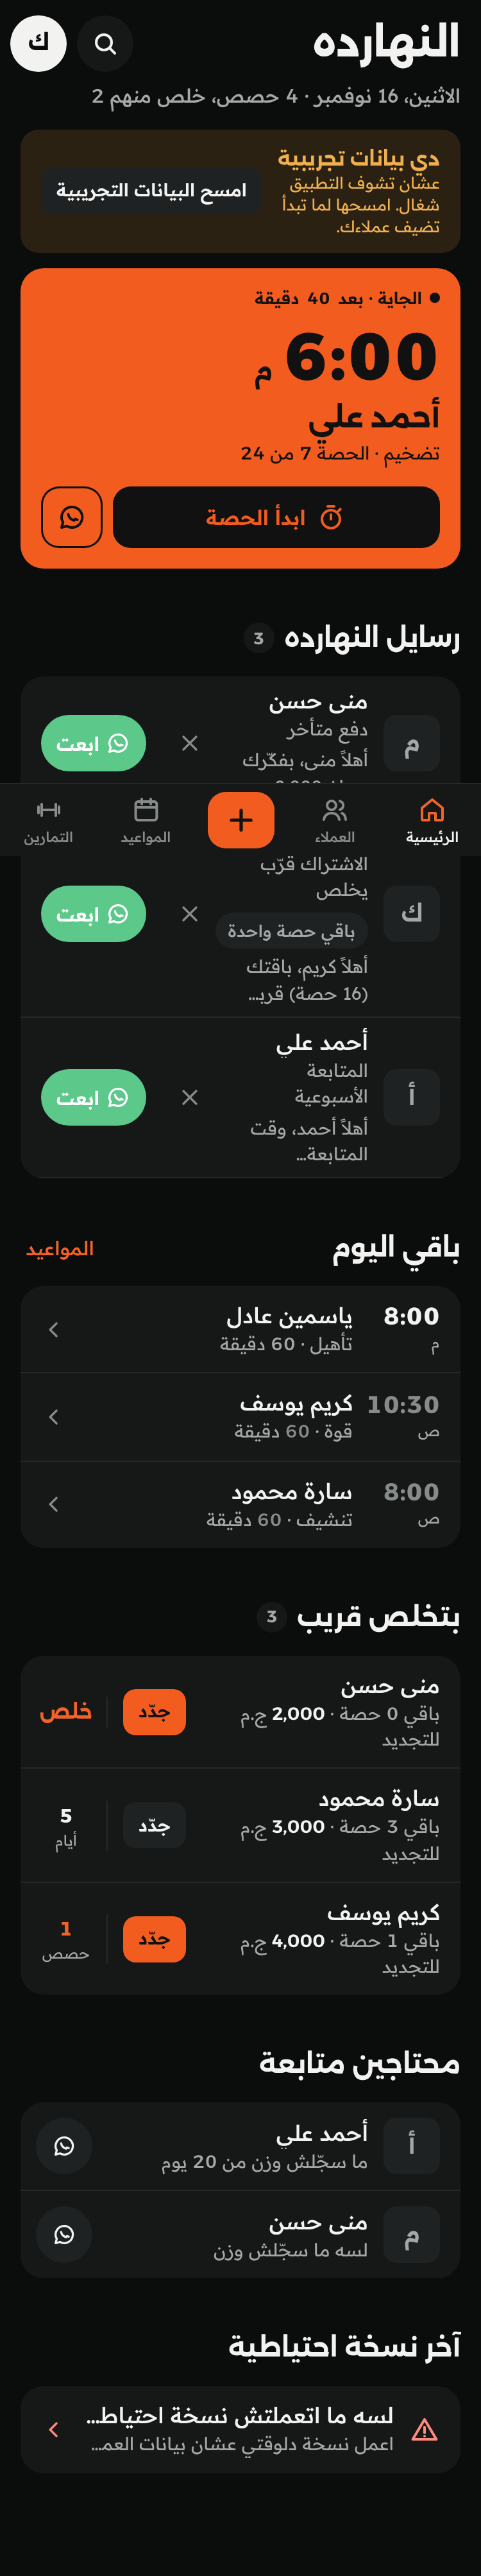 النهارده
ك
الاثنين، 16 نوفمبر · 4 حصص، خلص منهم 2
دي بيانات تجريبية
عشان تشوف التطبيق
شغال. امسحها لما تبدأ
تضيف عملاءك.
امسح البيانات التجريبية
الجاية · بعد 40 دقيقة
6:00 م
أحمد علي
تضخيم · الحصة 7 من 24
ابدأ الحصة
رسايل النهارده 3
م
منى حسن
دفع متأخر
أهلاً منى، بفكّرك
ابعت
الرئيسية
العملاء
المواعيد
التمارين
ك
الاشتراك قرّب
يخلص
باقي حصة واحدة
أهلاً كريم، باقتك
(16 حصة) قربـ...
ابعت
أ
أحمد علي
المتابعة
الأسبوعية
أهلاً أحمد، وقت
المتابعة...
ابعت
باقي اليوم
المواعيد
8:00 م
ياسمين عادل
تأهيل · 60 دقيقة
10:30 ص
كريم يوسف
قوة · 60 دقيقة
8:00 ص
سارة محمود
تنشيف · 60 دقيقة
بتخلص قريب 3
منى حسن
باقي 0 حصة · 2,000 ج.م
للتجديد
جدّد
خلص
سارة محمود
باقي 3 حصة · 3,000 ج.م
للتجديد
جدّد
5
أيام
كريم يوسف
باقي 1 حصة · 4,000 ج.م
للتجديد
جدّد
1
حصص
محتاجين متابعة
أ
أحمد علي
ما سجّلش وزن من 20 يوم
م
منى حسن
لسه ما سجّلش وزن
آخر نسخة احتياطية
لسه ما اتعملتش نسخة احتياطـ...
اعمل نسخة دلوقتي عشان بيانات العمـ...